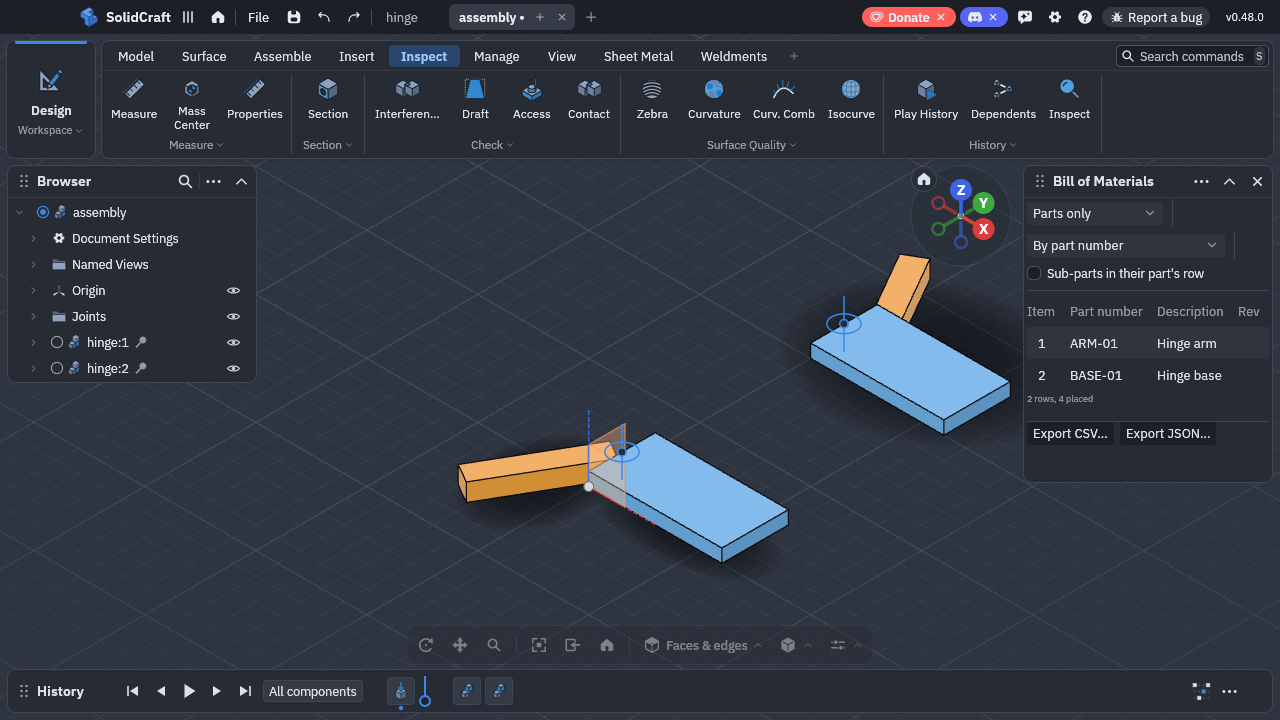 SolidCraft
File
hinge
assembly •
Donate
Report a bug
v0.48.0
Design
Workspace
Model
Surface
Assemble
Insert
Inspect
Manage
View
Sheet Metal
Weldments
Search commands
S
Measure
Mass Center
Properties
Section
Interferen...
Draft
Access
Contact
Zebra
Curvature
Curv. Comb
Isocurve
Play History
Dependents
Inspect
Measure
Section
Check
Surface Quality
History
Browser
assembly
Document Settings
Named Views
Origin
Joints
hinge:1
hinge:2
Z
Y
X
Bill of Materials
Parts only
By part number
Sub-parts in their part's row
Item Part number Description Rev
1 ARM-01 Hinge arm
2 BASE-01 Hinge base
2 rows, 4 placed
Export CSV...
Export JSON...
Faces & edges
History
All components